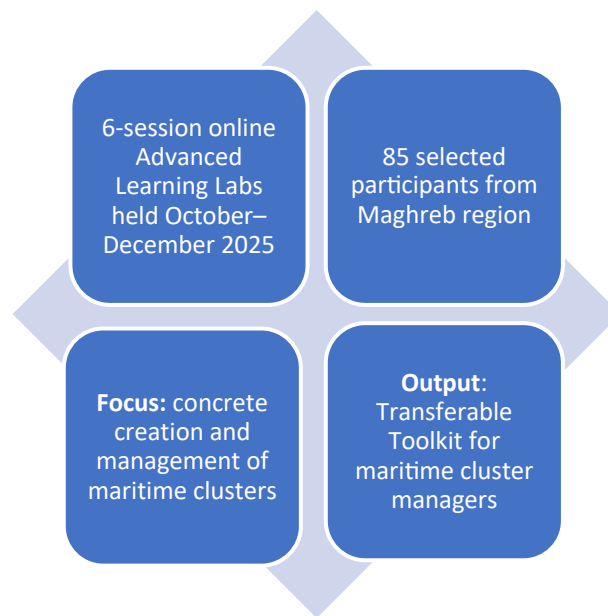 6-session online
Advanced
Learning Labs
held October–
December 2025
85 selected
participants from
Maghreb region
Focus: concrete
creation and
management of
maritime clusters
Output:
Transferable
Toolkit for
maritime cluster
managers